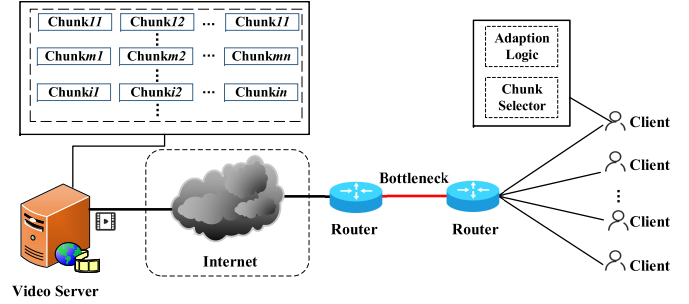 Chunk11 Chunk12 ... Chunk11
Chunkm1 Chunkm2 ... Chunkmn
Chunki1 Chunki2 ... Chunkin
Adaption
Logic
Chunk
Selector
Client
Client
Client
Client
Bottleneck
Router
Router
Internet
Video Server